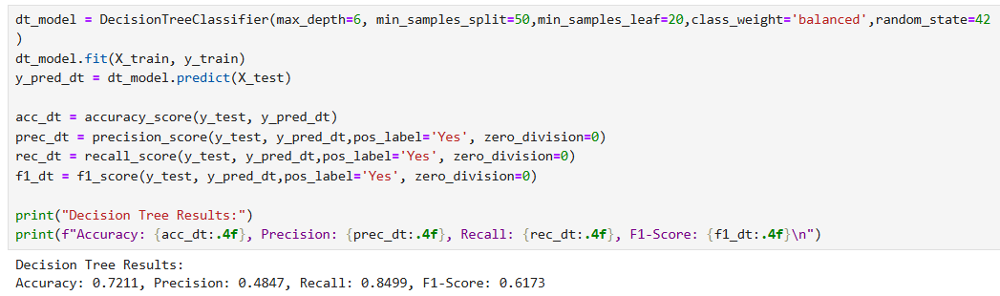 dt_model = DecisionTreeClassifier(max_depth=6, min_samples_split=50,min_samples_leaf=20,class_weight='balanced',random_state=42
)
dt_model.fit(X_train, y_train)
y_pred_dt = dt_model.predict(X_test)
acc_dt = accuracy_score(y_test, y_pred_dt)
prec_dt = precision_score(y_test, y_pred_dt,pos_label='Yes', zero_division=0)
rec_dt = recall_score(y_test, y_pred_dt,pos_label='Yes', zero_division=0)
f1_dt = f1_score(y_test, y_pred_dt,pos_label='Yes', zero_division=0)
print("Decision Tree Results:")
print(f"Accuracy: {acc_dt:.4f}, Precision: {prec_dt:.4f}, Recall: {rec_dt:.4f}, F1-Score: {f1_dt:.4f}\n")
Decision Tree Results:
Accuracy: 0.7211, Precision: 0.4847, Recall: 0.8499, F1-Score: 0.6173